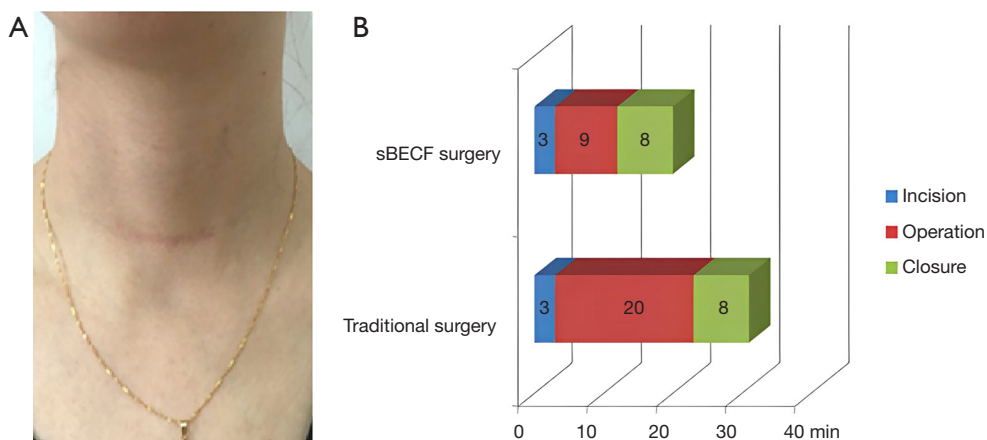 A
B
sBECF surgery
3 9 8
Traditional surgery
3 20 8
0 10 20 30 40 min
Incision
Operation
Closure